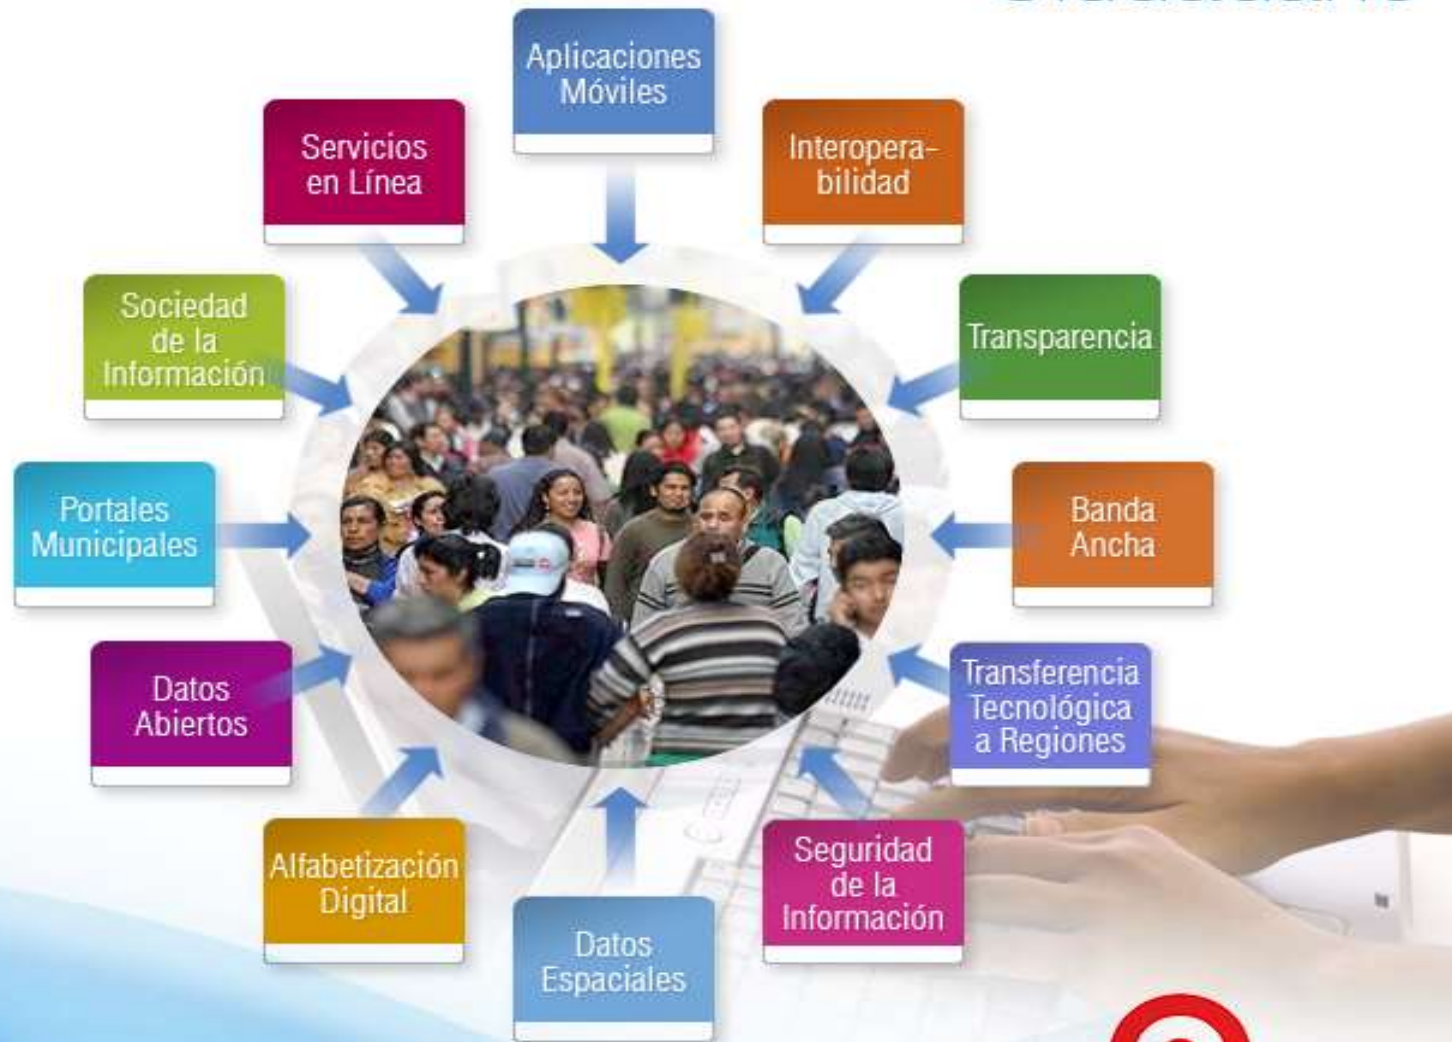 Aplicaciones
Móviles
Servicios
en Línea
Interopera-
bilidad
Sociedad
de la
Información
Transparencia
Portales
Municipales
Banda
Ancha
Datos
Abiertos
Transferencia
Tecnológica
a Regiones
Alfabetización
Digital
Seguridad
de la
Información
Datos
Espaciales